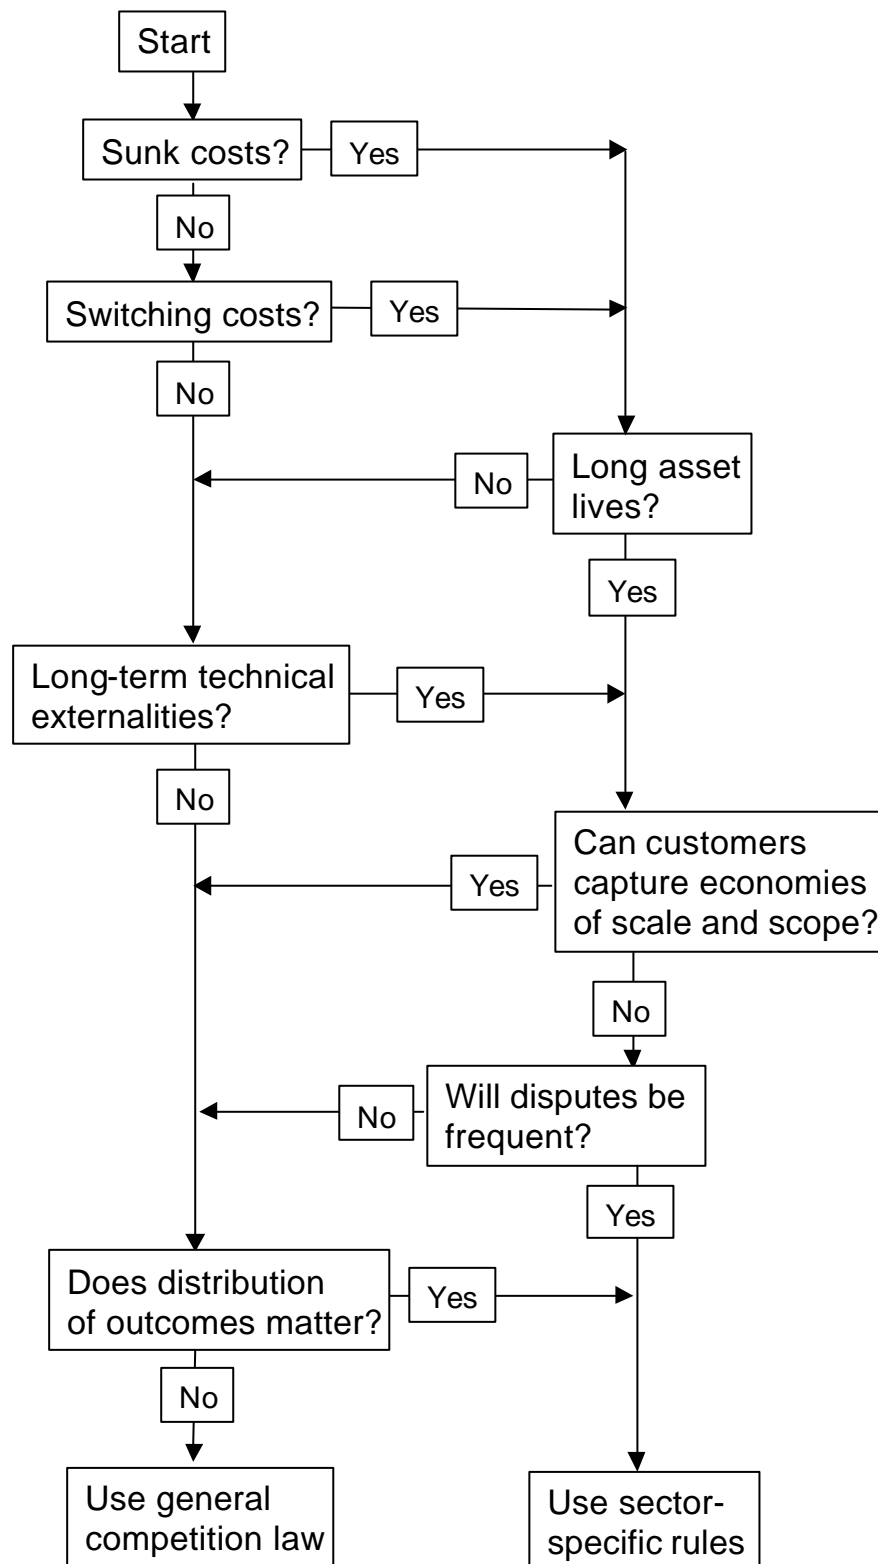 Start
Sunk costs?
Yes
No
Switching costs?
Yes
No
Long asset
lives?
No
Yes
Long-term technical
externalities?
Yes
No
Can customers
capture economies
of scale and scope?
Yes
No
Will disputes be
frequent?
No
Yes
Does distribution
of outcomes matter?
Yes
No
Use general
competition law
Use sector-
specific rules